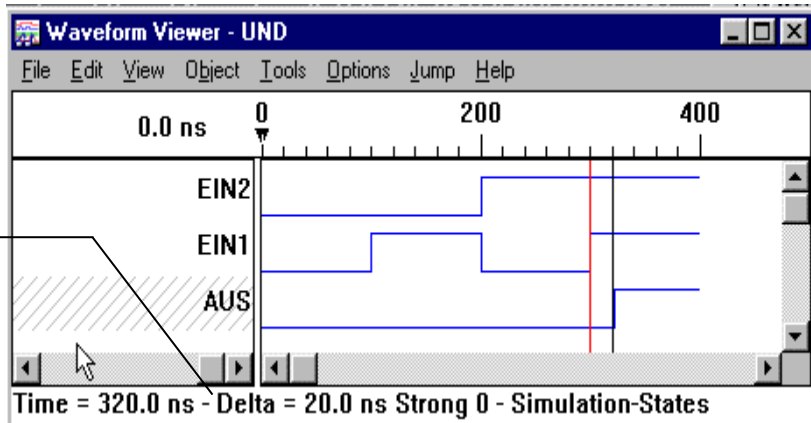 Waveform Viewer - UND
File Edit View Object Tools Options Jump Help
0.0 ns 0 200 400
EIN2
EIN1
AUS
Time = 320.0 ns - Delta = 20.0 ns Strong 0 - Simulation-States